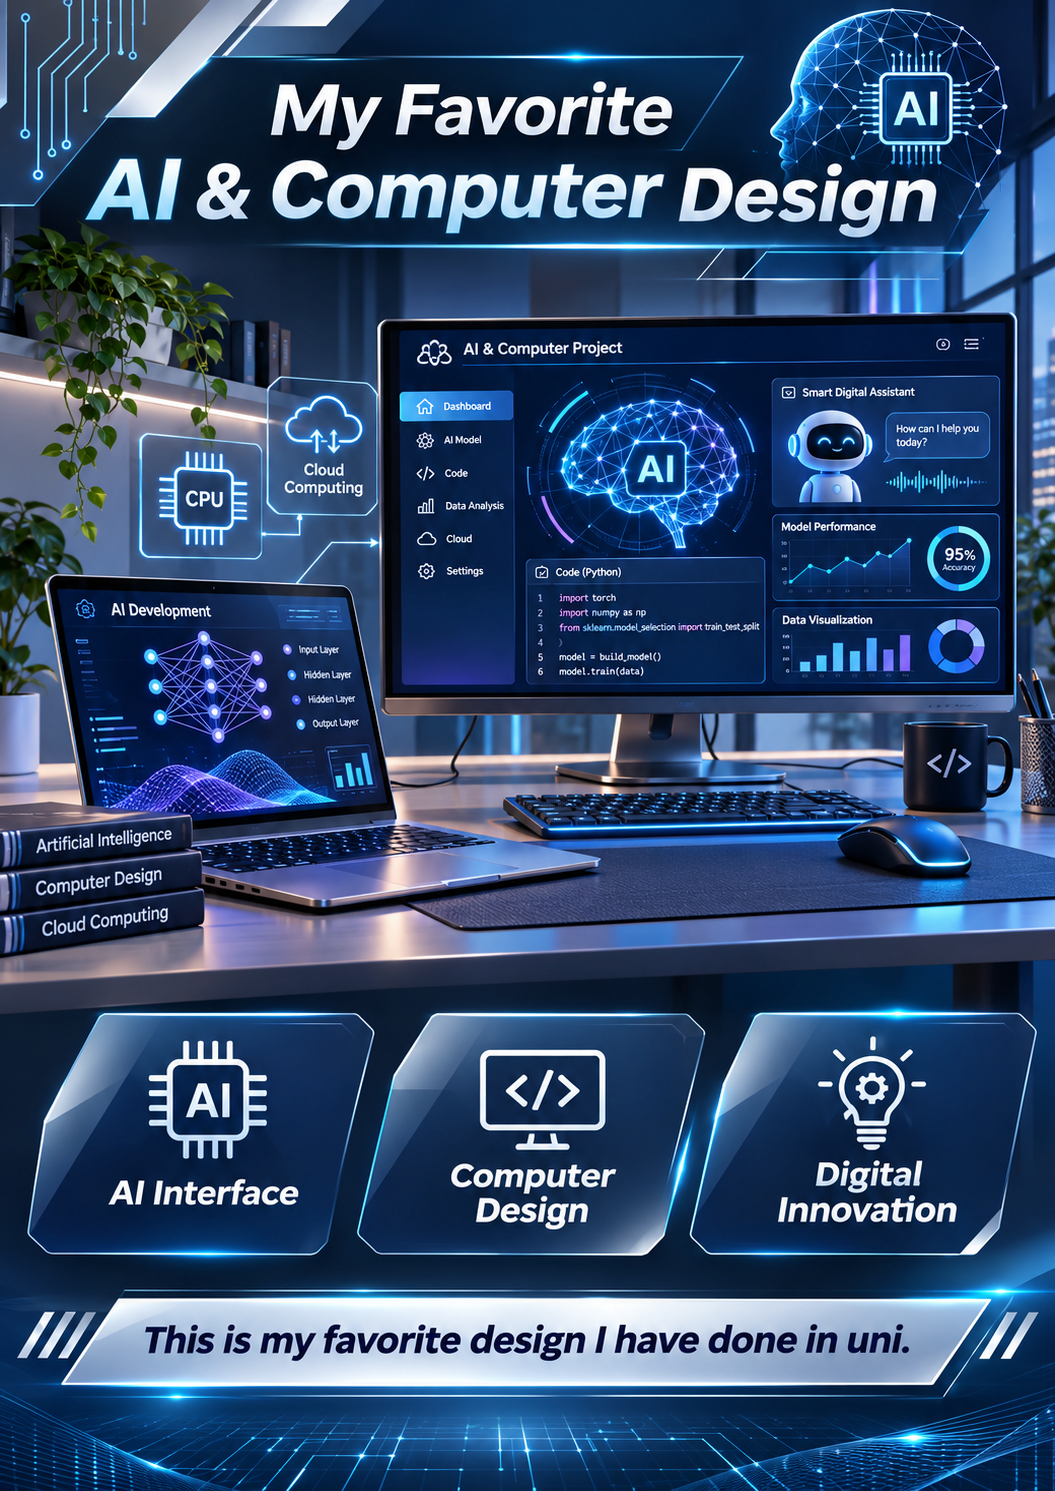 My Favorite
AI & Computer Design
AI
AI & Computer Project
Dashboard
AI Model
Code
Data Analysis
Cloud
Settings
AI
Smart Digital Assistant
How can I help you
today?
Model Performance
95%
Accuracy
Data Visualization
Code (Python)
1 import torch
2 import numpy as np
3 from sklearn.model_selection import train_test_split
4 )
5 model = build_model()
6 model.train(data)
Cloud
Computing
CPU
AI Development
Input Layer
Hidden Layer
Hidden Layer
Output Layer
</>
Artificial Intelligence
Computer Design
Cloud Computing
AI
AI Interface
</>
Computer
Design
Digital
Innovation
This is my favorite design I have done in uni.